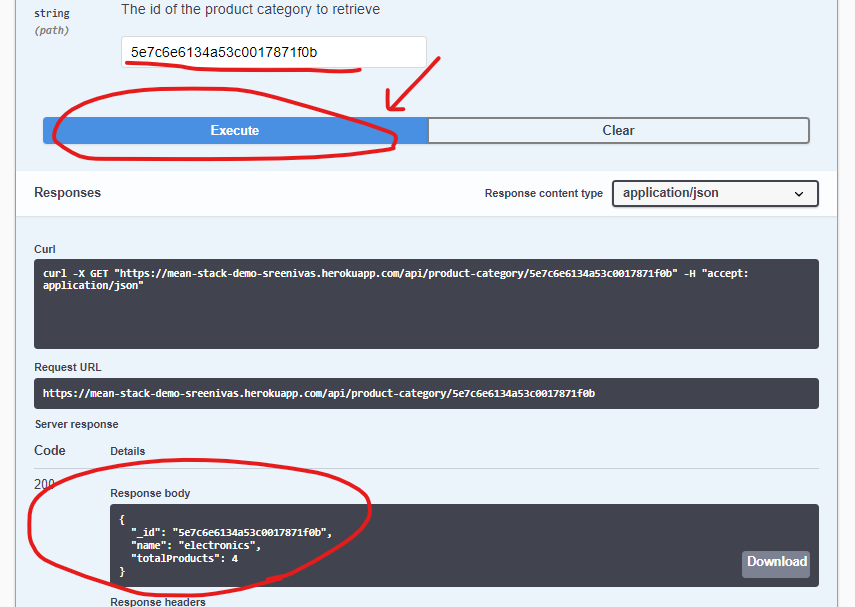 string
The id of the product category to retrieve
(path)
5e7c6e6134a53c0017871f0b
Execute
Clear
Responses
Response content type
application/json
Curl
curl -X GET "https://mean-stack-demo-sreenivas.herokuapp.com/api/product-category/5e7c6e6134a53c0017871f0b" -H "accept:
application/json"
Request URL
https://mean-stack-demo-sreenivas.herokuapp.com/api/product-category/5e7c6e6134a53c0017871f0b
Server response
Code
Details
200
Response body
{
"_id": "5e7c6e6134a53c0017871f0b",
"name": "electronics",
"totalProducts": 4
}
Download
Response headers